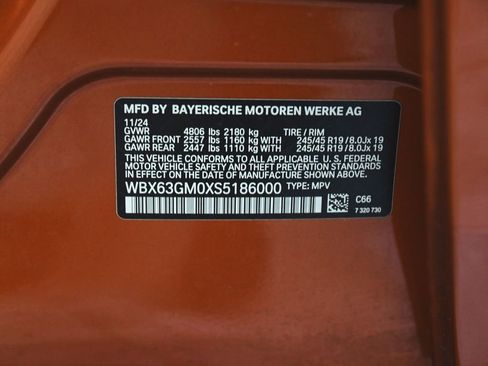 MFD BY BAYERISCHE MOTOREN WERKE AG
11/24
GVWR 4806 lbs 2180 kg TIRE / RIM
GAWR FRONT 2557 lbs 1160 KG WITH 245/45 R19 / 8.0Jx 19
GAWR REAR 2447 lbs 1110 KG WITH 245/45 R19 / 8.0Jx 19
THIS VEHICLE CONFORMS TO ALL APPLICABLE U. S. FEDERAL
MOTOR VEHICLE SAFETY AND THEFT PREVENTION STANDARDS
IN EFFECT ON THE DATE OF MANUFACTURE SHOWN ABOVE.
WBX63GM0XS5186000 TYPE: MPV
C66
7 320 730